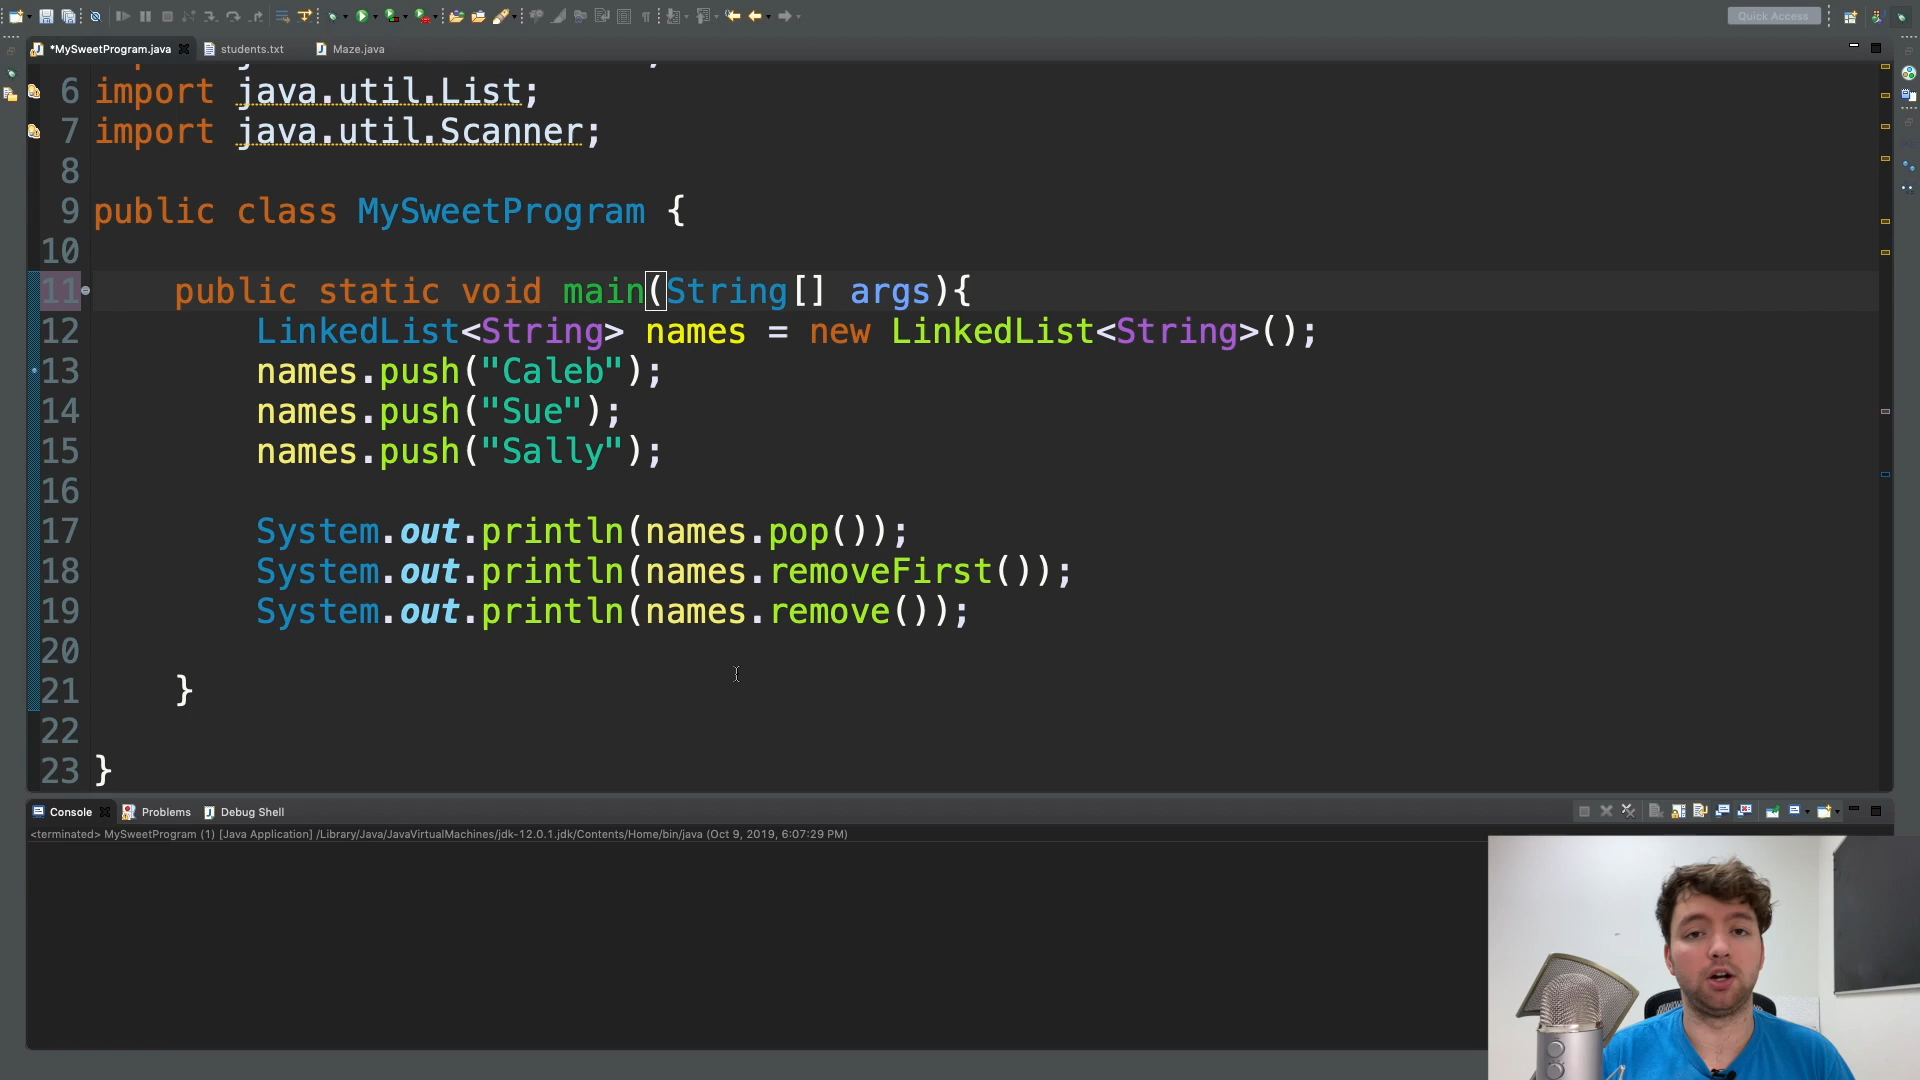 Quick Access
*MySweetProgram.java students.txt Maze.java
6 import java.util.List;
7 import java.util.Scanner;
8
9 public class MySweetProgram {
10
11 public static void main(String[] args){
12 LinkedList<String> names = new LinkedList<String>();
13 names.push("Caleb");
14 names.push("Sue");
15 names.push("Sally");
16
17 System.out.println(names.pop());
18 System.out.println(names.removeFirst());
19 System.out.println(names.remove());
20
21 }
22
23 }
Console Problems Debug Shell
<terminated> MySweetProgram (1) [Java Application] /Library/Java/JavaVirtualMachines/jdk-12.0.1.jdk/Contents/Home/bin/java (Oct 9, 2019, 6:07:29 PM)